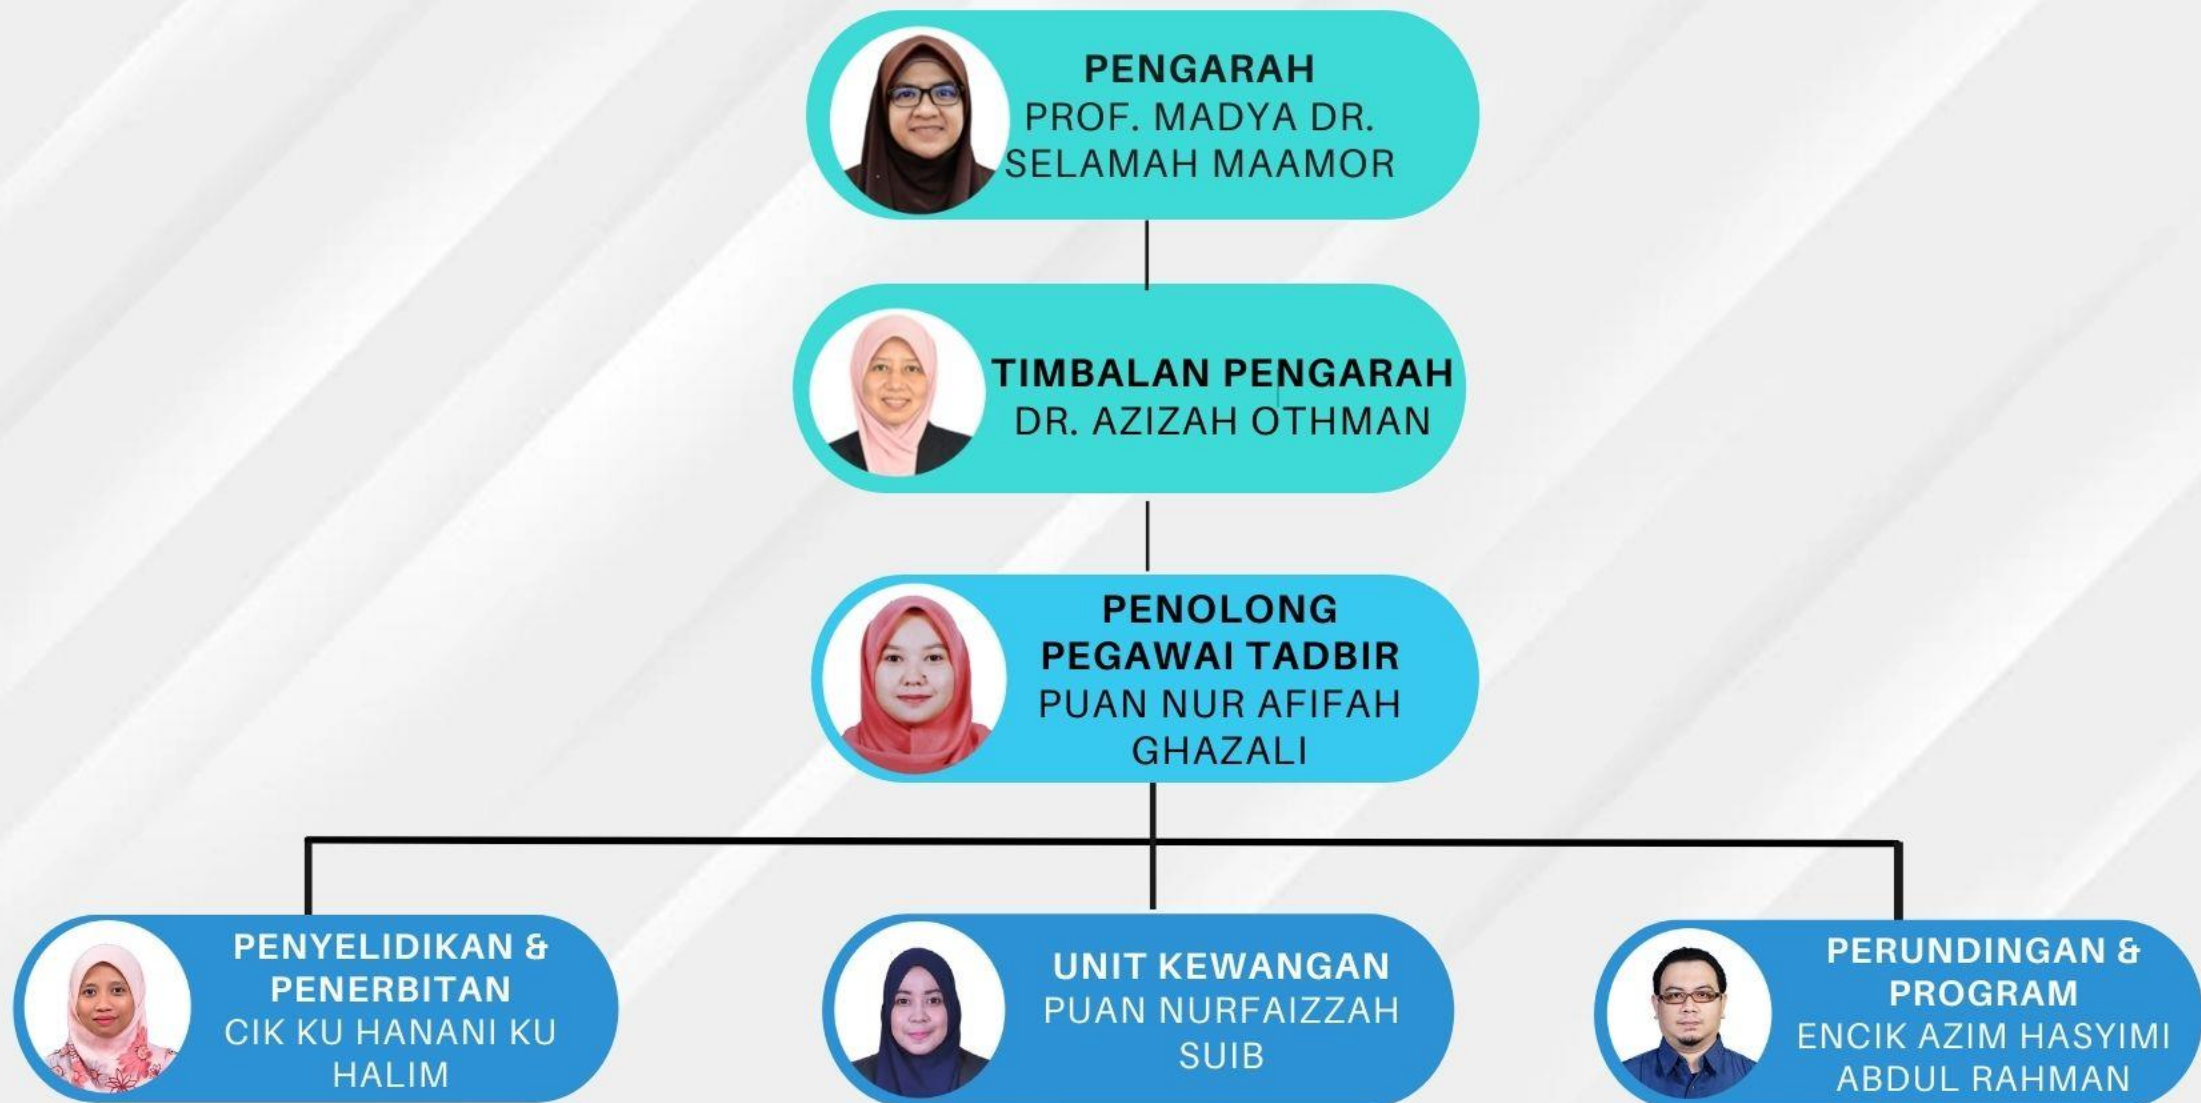 PENGARAH
PROF. MADYA DR.
SELAMAH MAAMOR
TIMBALAN PENGARAH
DR. AZIZAH OTHMAN
PENOLONG
PEGAWAI TADBIR
PUAN NUR AFIFAH
GHAZALI
PENYELIDIKAN &
PENERBITAN
CIK KU HANANI KU
HALIM
UNIT KEWANGAN
PUAN NURFAIZZAH
SUIB
PERUNDINGAN &
PROGRAM
ENCIK AZIM HASYIMI
ABDUL RAHMAN